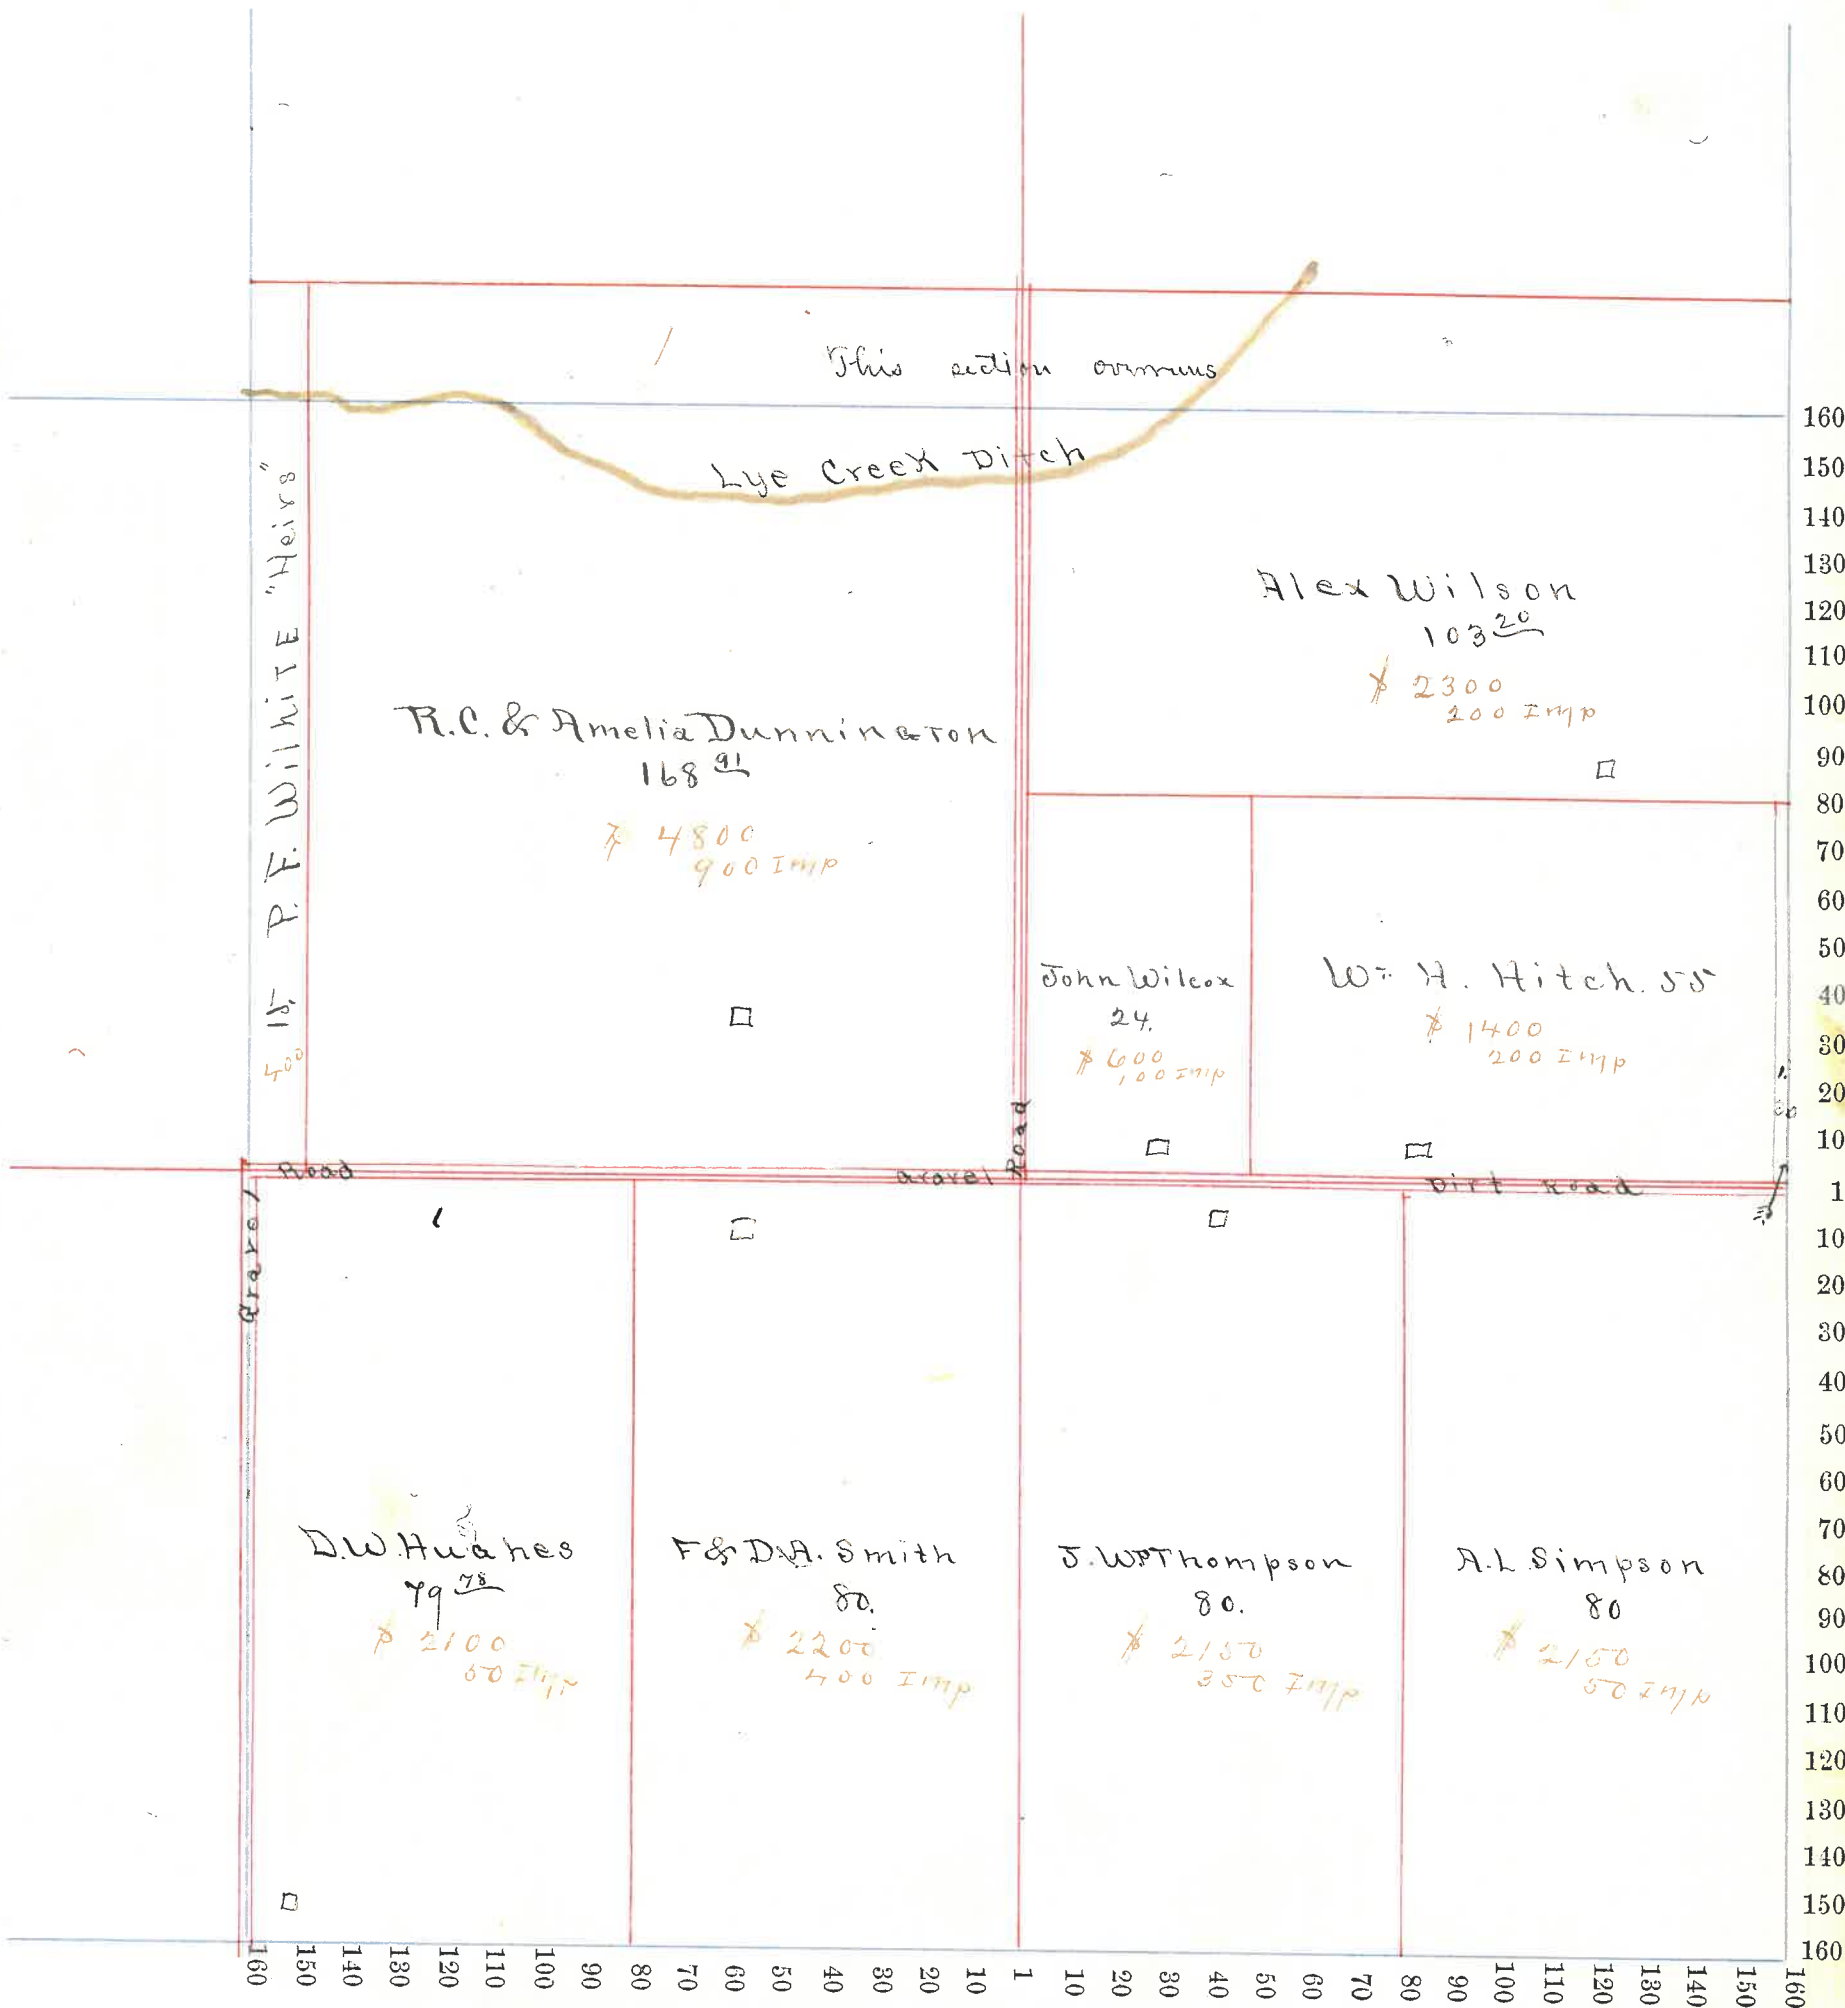 This section overruns
Lye Creek Ditch
P. F. Wilhite "Heirs"
15
400
R.C. & Amelia Dunnington
168 91
$ 4800
900 Imp
Alex Wilson
103 20
$ 2300
200 Imp
John Wilcox
24.
$ 600
100 Imp
Wm H. Hitch. 55
$ 1400
200 Imp
Road
Gravel
Road
Dirt Road
Gravel
D.W. Hughes
79 78
$ 2100
50 Imp
F & D.A. Smith
80.
$ 2200
400 Imp
J. W. Thompson
80.
$ 2150
350 Imp
A.L. Simpson
80
$ 2150
50 Imp
160
150
140
130
120
110
100
90
80
70
60
50
40
30
20
10
1
10
20
30
40
50
60
70
80
90
100
110
120
130
140
150
160
160 150 140 130 120 110 100 90 80 70 60 50 40 30 20 10 1 10 20 30 40 50 60 70 80 90 100 110 120 130 140 150 160